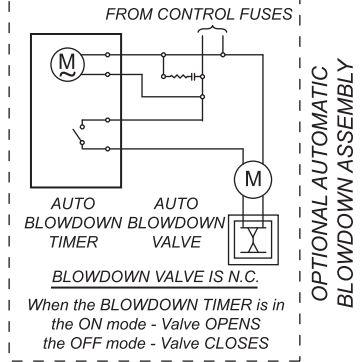 FROM CONTROL FUSES
M
~
M
AUTO
BLOWDOWN
TIMER
AUTO
BLOWDOWN
VALVE
BLOWDOWN VALVE IS N.C.
When the BLOWDOWN TIMER is in
the ON mode - Valve OPENS
the OFF mode - Valve CLOSES
OPTIONAL AUTOMATIC
BLOWDOWN ASSEMBLY